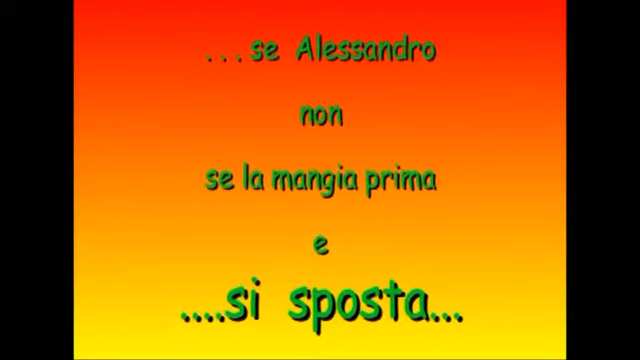 . . . se Alessandro
non
se la mangia prima
e
....si sposta...